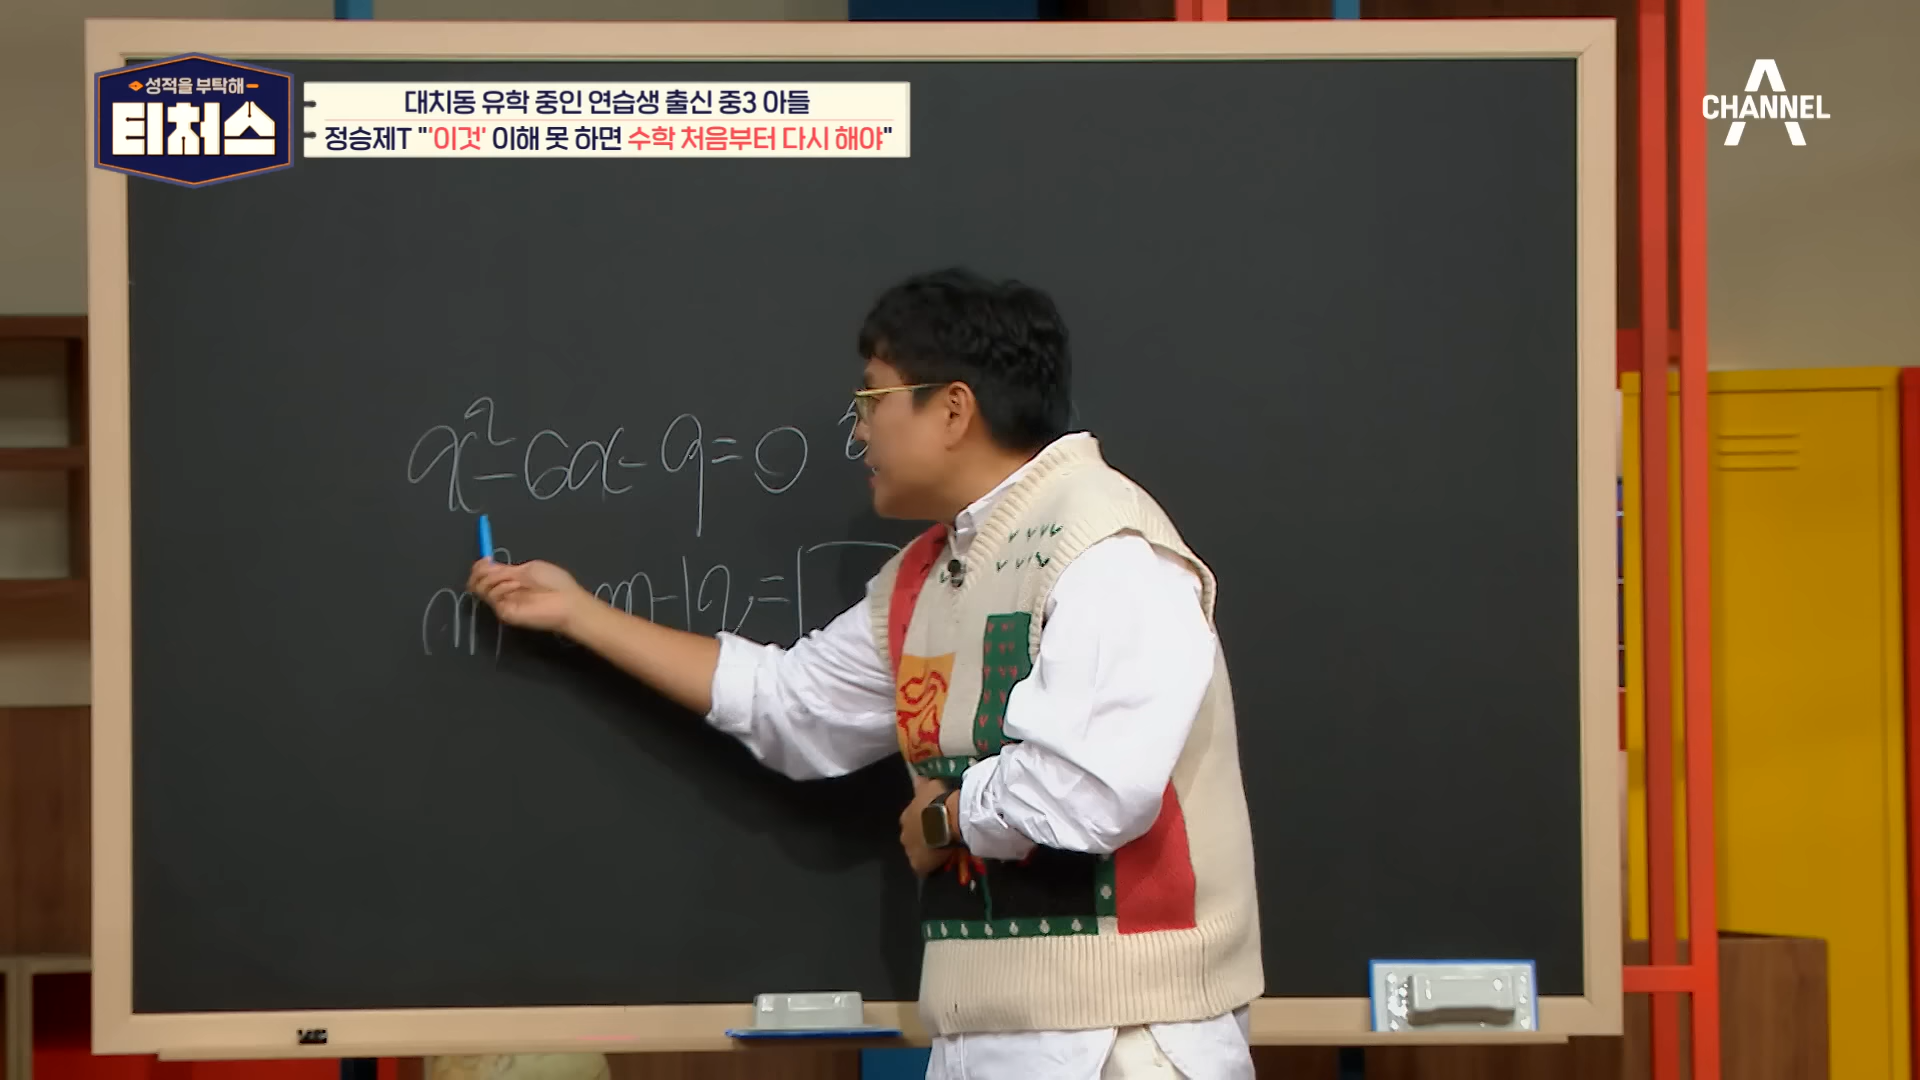 성적을 부탁해
티처스
대치동 유학 중인 연습생 출신 중3 아들
정승제T "'이것' 이해 못 하면 수학 처음부터 다시 해야"
CHANNEL A
x²-6x-9=0
m-12=